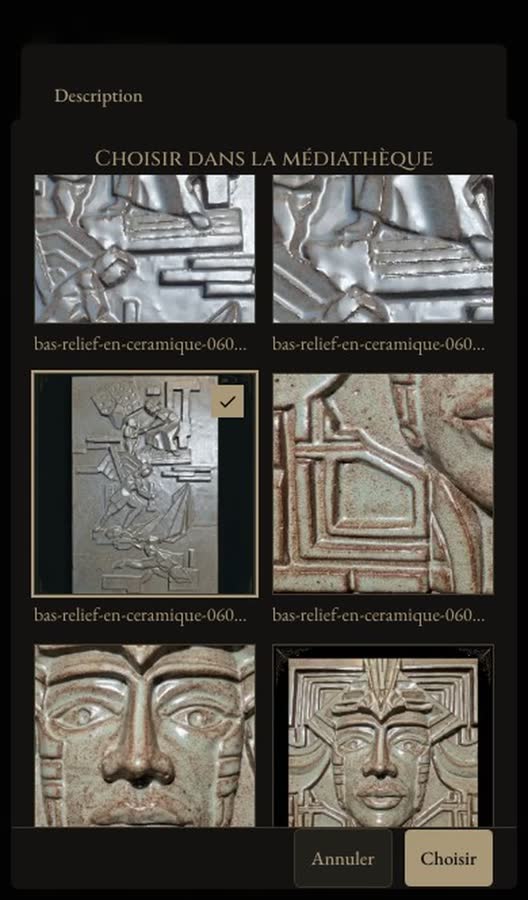 Description
Choisir dans la médiathèque
bas-relief-en-ceramique-060...
bas-relief-en-ceramique-060...
bas-relief-en-ceramique-060...
bas-relief-en-ceramique-060...
Annuler
Choisir